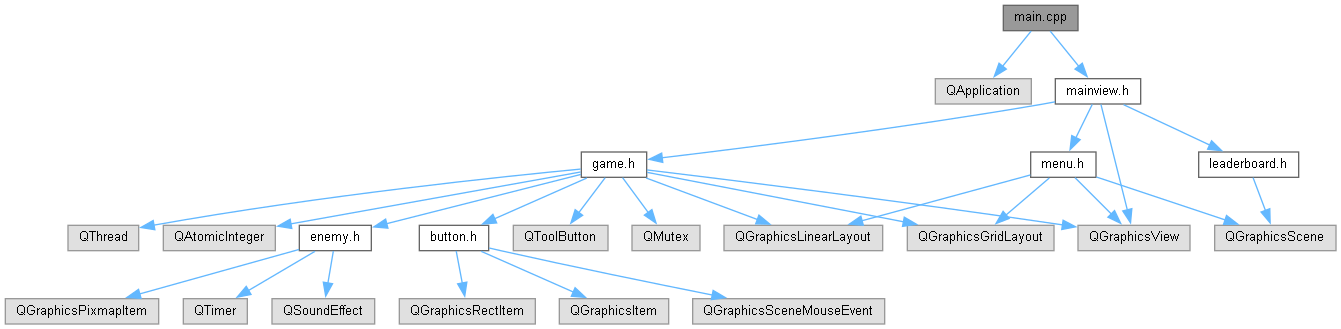 main.cpp
QApplication
mainview.h
game.h
menu.h
leaderboard.h
QThread
QAtomicInteger
enemy.h
button.h
QToolButton
QMutex
QGraphicsLinearLayout
QGraphicsGridLayout
QGraphicsView
QGraphicsScene
QGraphicsPixmapItem
QTimer
QSoundEffect
QGraphicsRectItem
QGraphicsItem
QGraphicsSceneMouseEvent